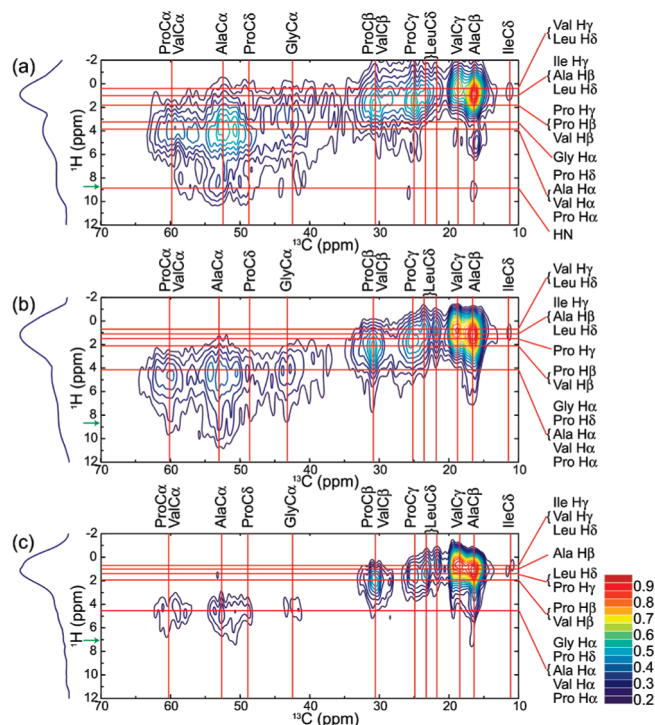 (a)
ProCα
ValCα
AlaCα
ProCδ
GlyCα
ProCβ
ValCβ
ProCγ
LeuCδ
ValCγ
AlaCβ
IleCδ
-2
0
2
4
6
8
10
12
¹H (ppm)
70
60
50
40
30
20
10
¹³C (ppm)
Val Hγ
Leu Hδ
Ile Hγ
Ala Hβ
Leu Hδ
Pro Hγ
Pro Hβ
Val Hβ
Gly Hα
Pro Hδ
Ala Hα
Val Hα
Pro Hα
HN
(b)
ProCα
ValCα
AlaCα
ProCδ
GlyCα
ProCβ
ValCβ
ProCγ
LeuCδ
ValCγ
AlaCβ
IleCδ
-2
0
2
4
6
8
10
12
¹H (ppm)
70
60
50
40
30
20
10
¹³C (ppm)
Val Hγ
Leu Hδ
Ile Hγ
Ala Hβ
Leu Hδ
Pro Hγ
Pro Hβ
Val Hβ
Gly Hα
Pro Hδ
Ala Hα
Val Hα
Pro Hα
(c)
ProCα
ValCα
AlaCα
ProCδ
GlyCα
ProCβ
ValCβ
ProCγ
LeuCδ
ValCγ
AlaCβ
IleCδ
-2
0
2
4
6
8
10
12
¹H (ppm)
70
60
50
40
30
20
10
¹³C (ppm)
Ile Hγ
Val Hγ
Leu Hδ
Ala Hβ
Leu Hδ
Pro Hγ
Pro Hβ
Val Hβ
Gly Hα
Pro Hδ
Ala Hα
Val Hα
Pro Hα
0.9
0.8
0.7
0.6
0.5
0.4
0.3
0.2